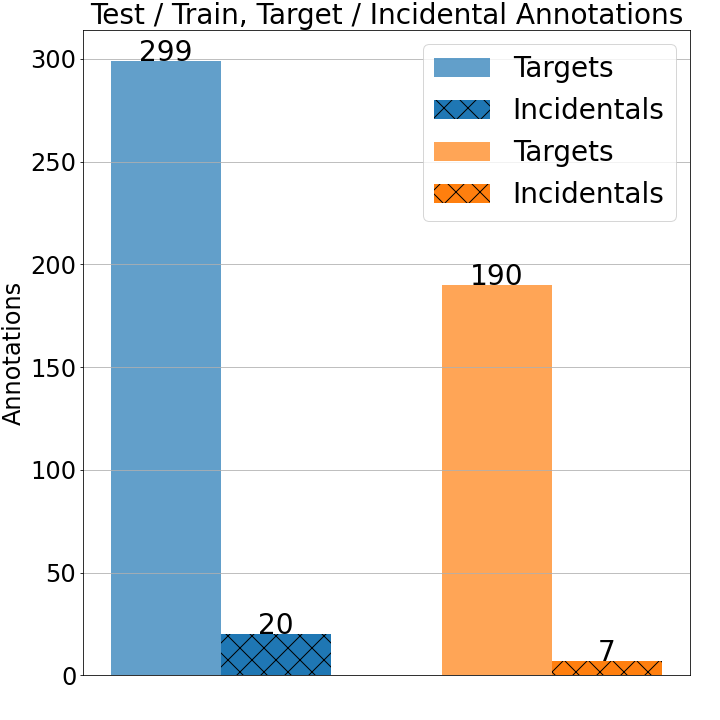 Test / Train, Target / Incidental Annotations
299
300
Targets
Incidentals
250
Targets
Incidentals
200
190
Annotations
150
100
50
20
7
0